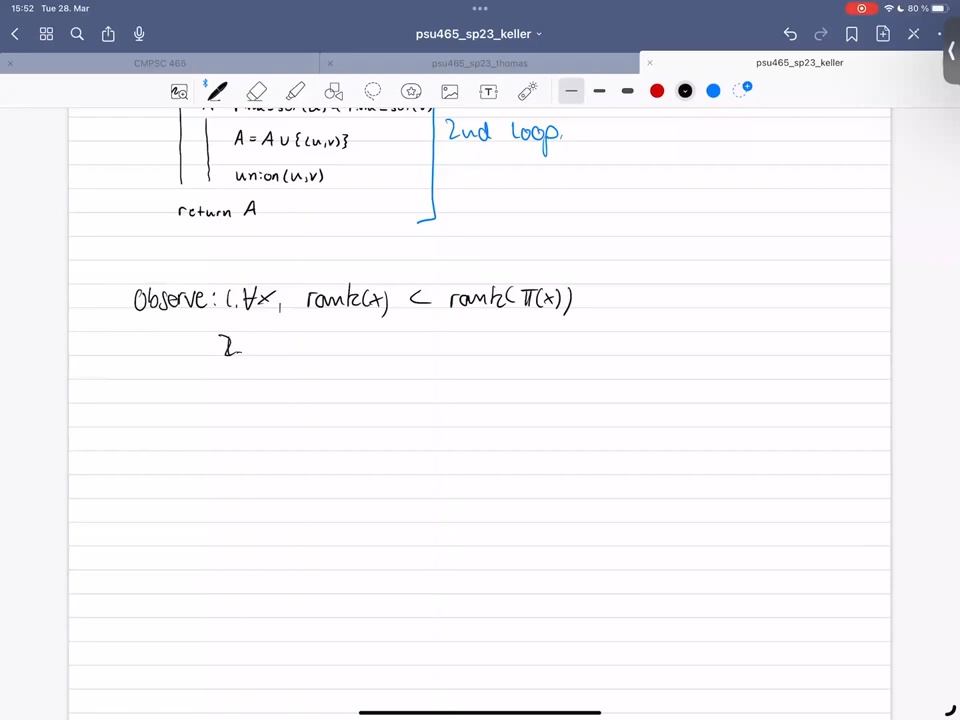 15:52 Tue 28. Mar
80 %
psu465_sp23_keller
CMPSC 465
psu465_sp23_thomas
psu465_sp23_keller
A = A ∪ {(u,v)}
union(u,v)
return A
2nd loop.
Observe: 1. ∀x, rank(x) < rank(π(x))
2.